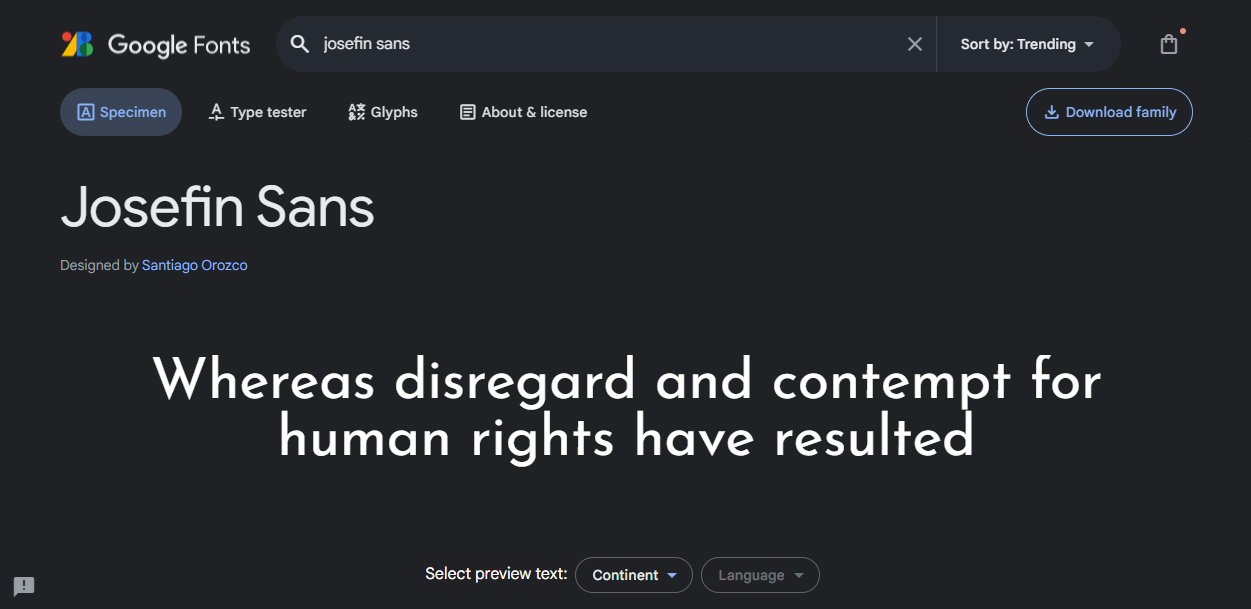 Google Fonts
josefin sans
Sort by: Trending
Specimen
Type tester
Glyphs
About & license
Download family
Josefin Sans
Designed by Santiago Orozco
Whereas disregard and contempt for
human rights have resulted
Select preview text:
Continent
Language